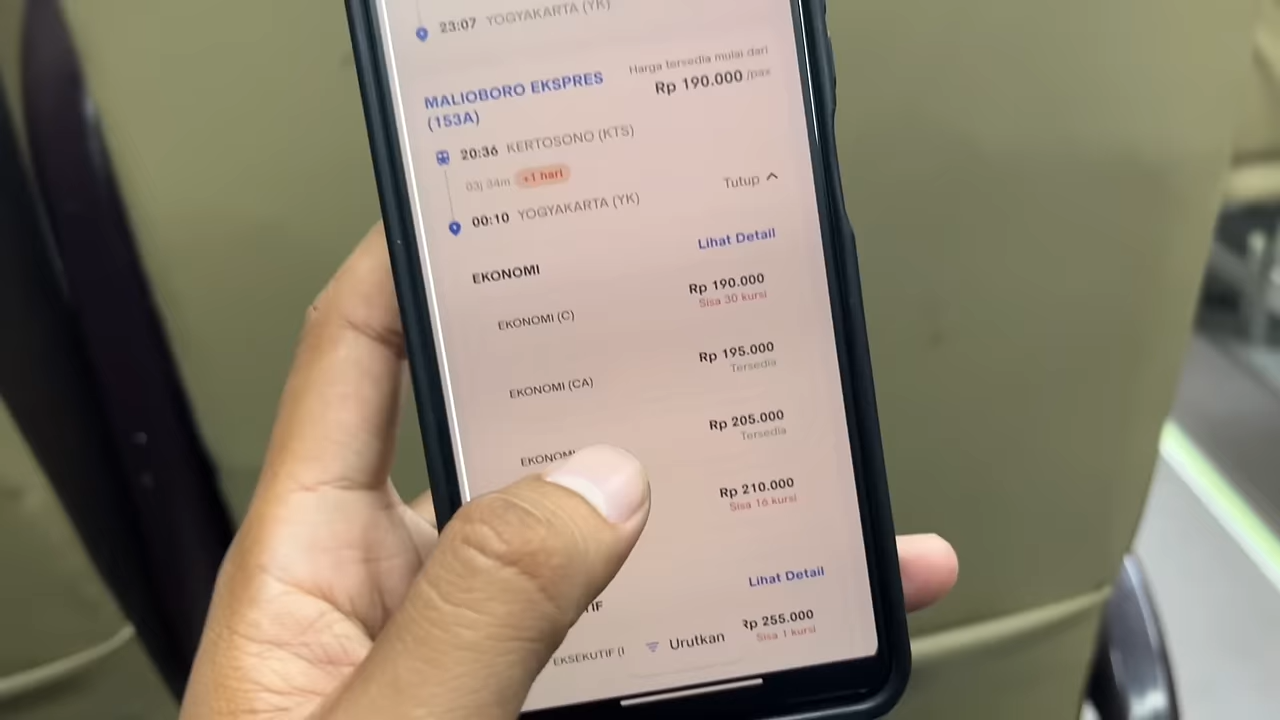 23:07 YOGYAKARTA (YK)
MALIOBORO EKSPRES
(153A)
Harga tersedia mulai dari
Rp 190.000 /pax
20:36 KERTOSONO (KTS)
03j 34m +1 hari
00:10 YOGYAKARTA (YK)
Tutup
Lihat Detail
EKONOMI
Rp 190.000
EKONOMI (C)
Sisa 30 kursi
Rp 195.000
EKONOMI (CA)
Tersedia
Rp 205.000
EKONOMI
Tersedia
Rp 210.000
Sisa 16 kursi
Lihat Detail
Rp 255.000
EKSEKUTIF (I
Urutkan
Sisa 1 kursi